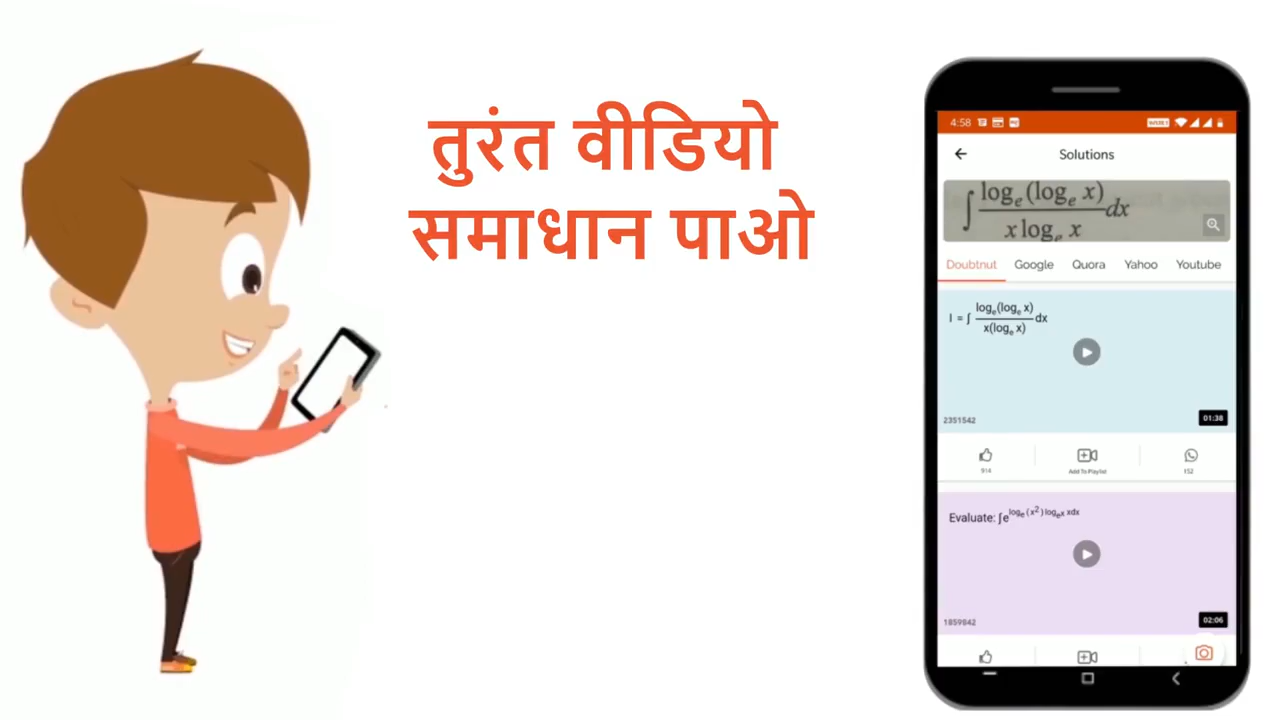 तुरंत वीडियो
समाधान पाओ
4:58
Solutions
∫ logₑ(logₑ x) / x logₑ x dx
Doubtnut Google Quora Yahoo Youtube
I = ∫ logₑ(logₑ x) / x(logₑ x) dx
2351542
01:38
914
Add To Playlist
152
Evaluate: ∫e^logₑ(x²)logₑx xdx
1859842
02:06